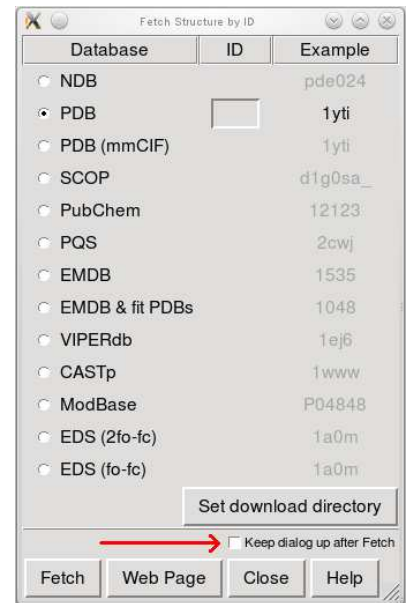 Fetch Structure by ID
Database ID Example
NDB pde024
PDB 1yti
PDB (mmCIF) 1yti
SCOP d1g0sa_
PubChem 12123
PQS 2cwj
EMDB 1535
EMDB & fit PDBs 1048
VIPERdb 1ej6
CASTp 1www
ModBase P04848
EDS (2fo-fc) 1a0m
EDS (fo-fc) 1a0m
Set download directory
Keep dialog up after Fetch
Fetch Web Page Close Help